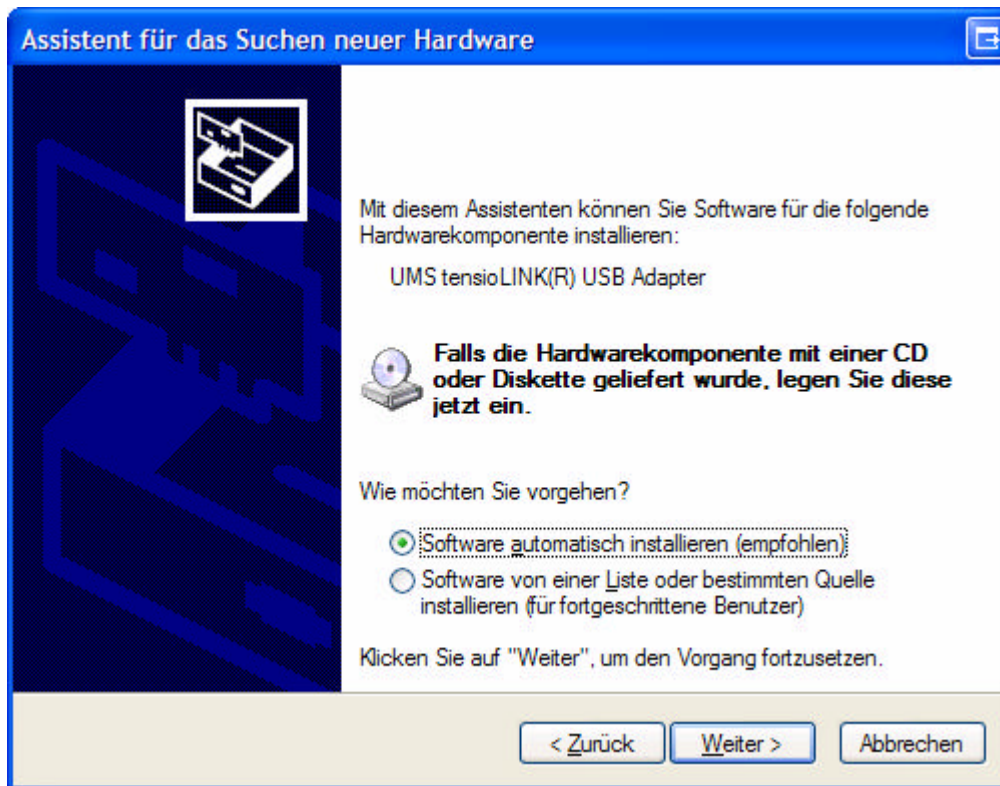 Assistent für das Suchen neuer Hardware
Mit diesem Assistenten können Sie Software für die folgende
Hardwarekomponente installieren:
UMS tensioLINK(R) USB Adapter
Falls die Hardwarekomponente mit einer CD
oder Diskette geliefert wurde, legen Sie diese
jetzt ein.
Wie möchten Sie vorgehen?
Software automatisch installieren (empfohlen)
Software von einer Liste oder bestimmten Quelle
installieren (für fortgeschrittene Benutzer)
Klicken Sie auf "Weiter", um den Vorgang fortzusetzen.
< Zurück Weiter > Abbrechen